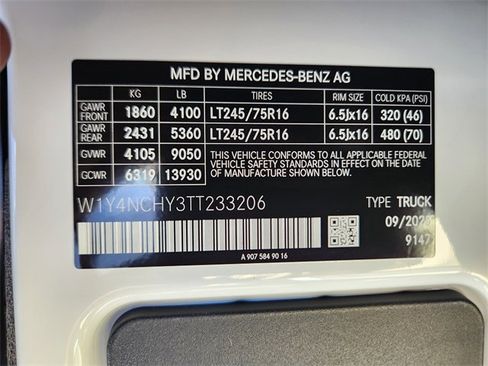 MFD BY MERCEDES-BENZ AG
KG LB TIRES RIM SIZE COLD KPA (PSI)
GAWR FRONT 1860 4100 LT245/75R16 6.5Jx16 320 (46)
GAWR REAR 2431 5360 LT245/75R16 6.5Jx16 480 (70)
GVWR 4105 9050 THIS VEHICLE CONFORMS TO ALL APPLICABLE FEDERAL MOTOR
GCWR 6319 13930 VEHICLE SAFETY STANDARDS IN EFFECT ON THE DATE OF
MANUFACTURE SHOWN ABOVE.
W1Y4NCHY3TT233206 TYPE TRUCK
A 907 584 90 16